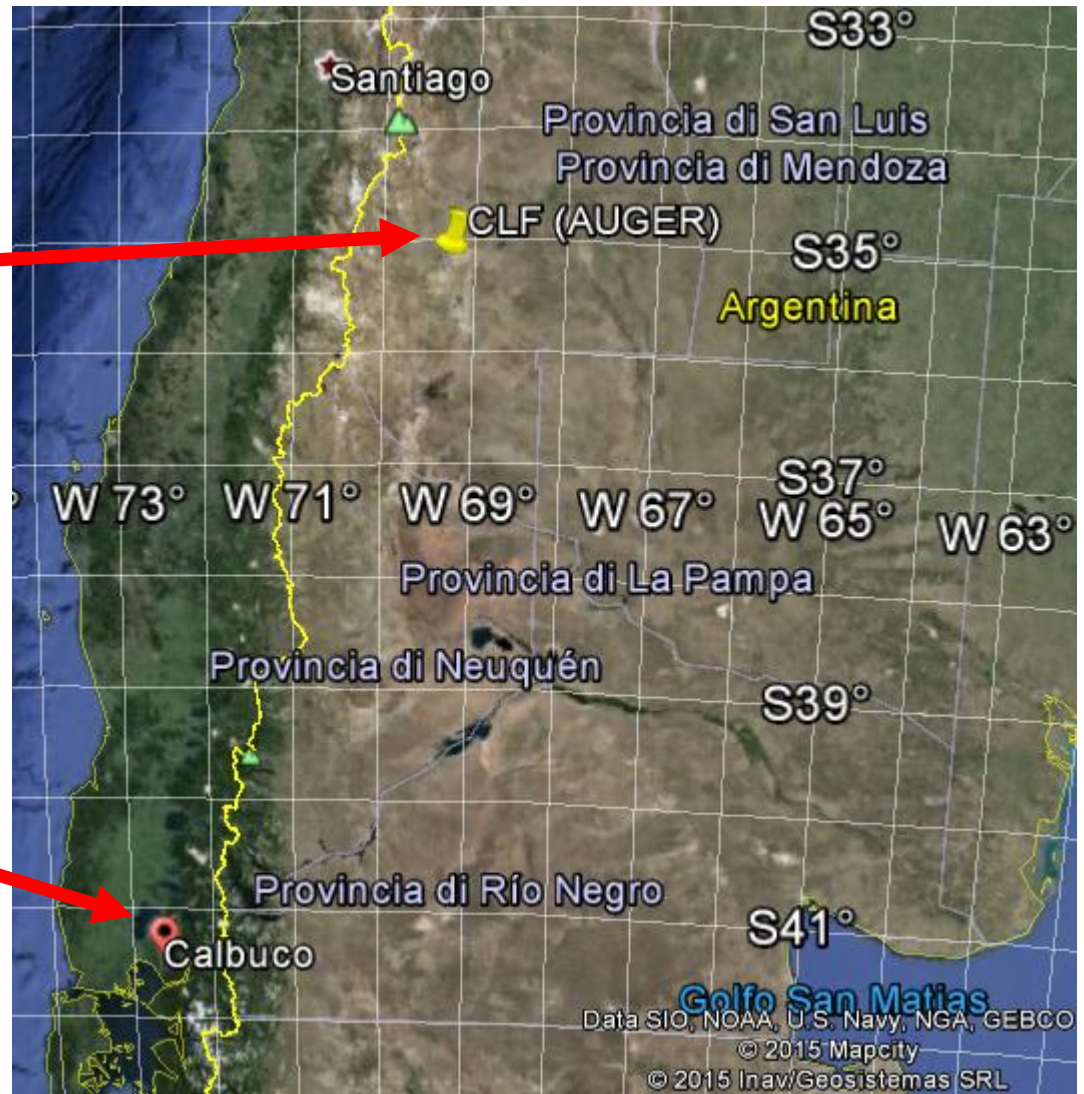 S33°
Santiago
Provincia di San Luis
Provincia di Mendoza
CLF (AUGER)
S35°
Argentina
S37°
° W 73° W 71° W 69° W 67° W 65° W 63°
Provincia di La Pampa
Provincia di Neuquén
S39°
Provincia di Río Negro
S41°
Calbuco
Golfo San Matias
Data SIO, NOAA, U.S. Navy, NGA, GEBCO
© 2015 Mapcity
© 2015 Inav/Geosistemas SRL